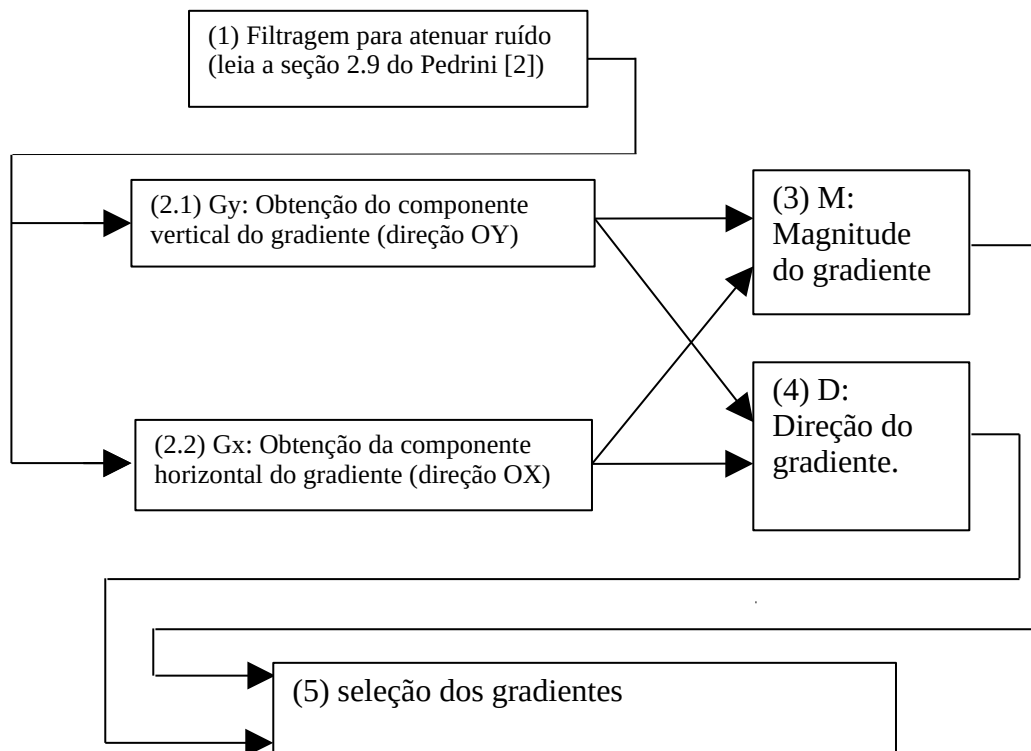 (1) Filtragem para atenuar ruído
(leia a seção 2.9 do Pedrini [2])
(2.1) Gy: Obtenção do componente
vertical do gradiente (direção OY)
(3) M:
Magnitude
do gradiente
(2.2) Gx: Obtenção da componente
horizontal do gradiente (direção OX)
(4) D:
Direção do
gradiente.
(5) seleção dos gradientes